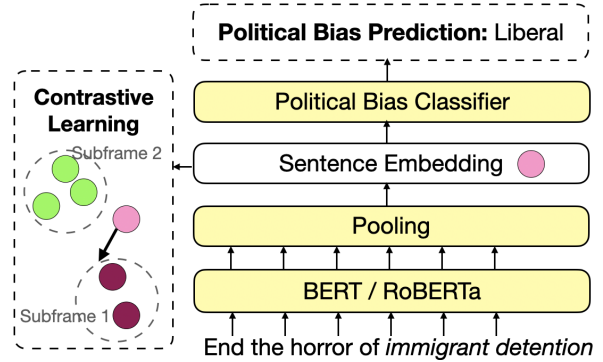 Political Bias Prediction: Liberal
Political Bias Classifier
Contrastive
Learning
Subframe 2
Sentence Embedding
Pooling
BERT / RoBERTa
Subframe 1
End the horror of immigrant detention